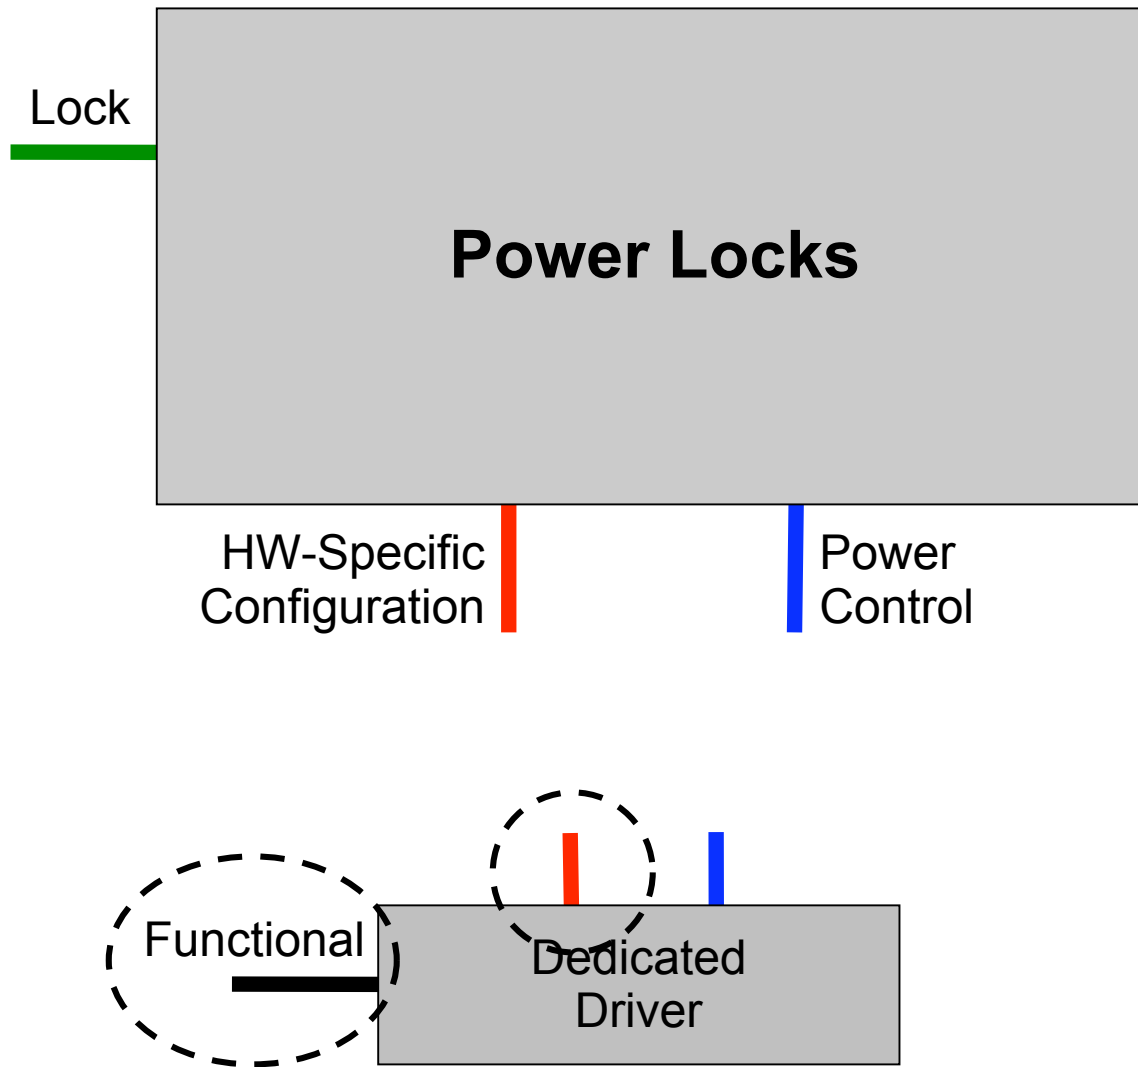 Lock
Power Locks
HW-Specific
Configuration
Power
Control
Functional
Dedicated
Driver